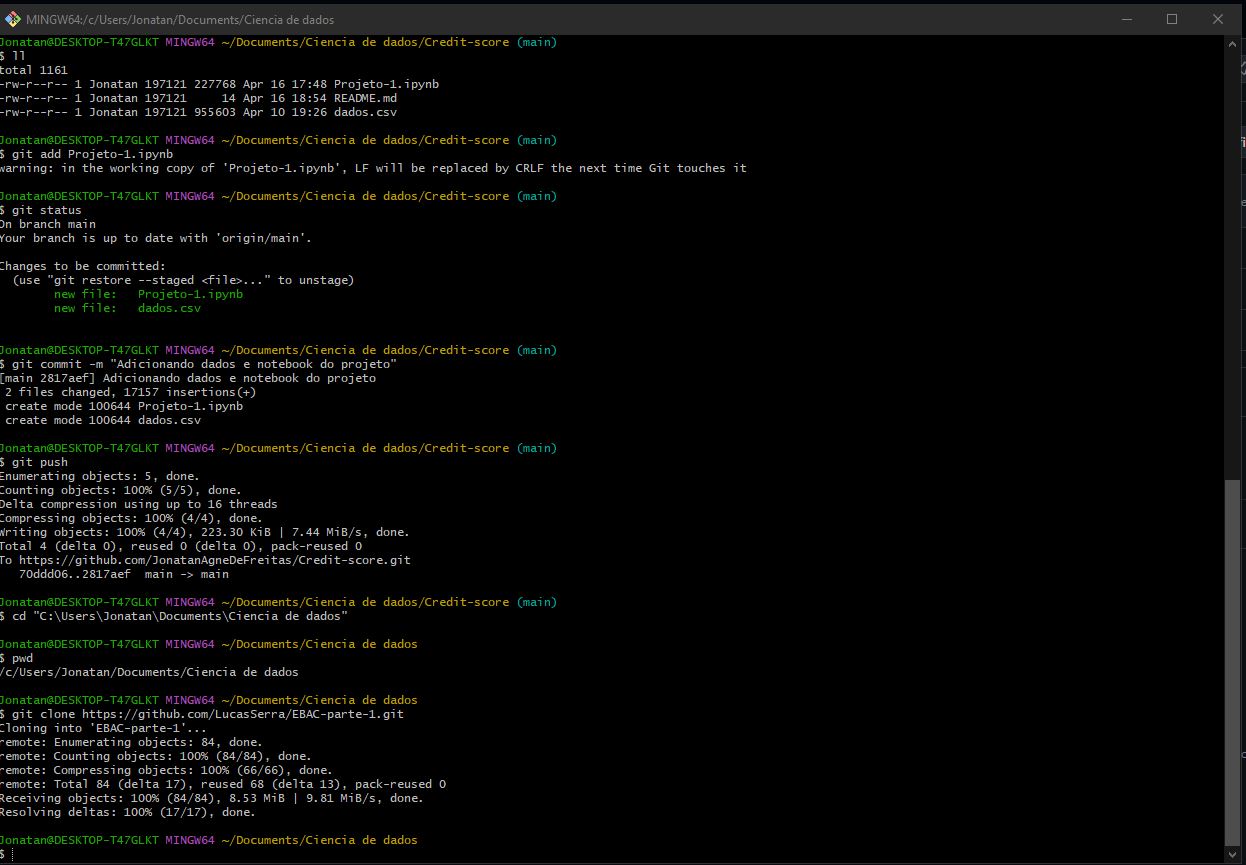 MINGW64:/c/Users/Jonatan/Documents/Ciencia de dados
Jonatan@DESKTOP-T47GLKT MINGW64 ~/Documents/Ciencia de dados/Credit-score (main)
$ ll
total 1161
-rw-r--r-- 1 Jonatan 197121 227768 Apr 16 17:48 Projeto-1.ipynb
-rw-r--r-- 1 Jonatan 197121     14 Apr 16 18:54 README.md
-rw-r--r-- 1 Jonatan 197121 955603 Apr 10 19:26 dados.csv
Jonatan@DESKTOP-T47GLKT MINGW64 ~/Documents/Ciencia de dados/Credit-score (main)
$ git add Projeto-1.ipynb
warning: in the working copy of 'Projeto-1.ipynb', LF will be replaced by CRLF the next time Git touches it
Jonatan@DESKTOP-T47GLKT MINGW64 ~/Documents/Ciencia de dados/Credit-score (main)
$ git status
On branch main
Your branch is up to date with 'origin/main'.
Changes to be committed:
  (use "git restore --staged <file>..." to unstage)
        new file:   Projeto-1.ipynb
        new file:   dados.csv
Jonatan@DESKTOP-T47GLKT MINGW64 ~/Documents/Ciencia de dados/Credit-score (main)
$ git commit -m "Adicionando dados e notebook do projeto"
[main 2817aef] Adicionando dados e notebook do projeto
 2 files changed, 17157 insertions(+)
 create mode 100644 Projeto-1.ipynb
 create mode 100644 dados.csv
Jonatan@DESKTOP-T47GLKT MINGW64 ~/Documents/Ciencia de dados/Credit-score (main)
$ git push
Enumerating objects: 5, done.
Counting objects: 100% (5/5), done.
Delta compression using up to 16 threads
Compressing objects: 100% (4/4), done.
Writing objects: 100% (4/4), 223.30 KiB | 7.44 MiB/s, done.
Total 4 (delta 0), reused 0 (delta 0), pack-reused 0
To https://github.com/JonatanAgneDeFreitas/Credit-score.git
   70ddd06..2817aef  main -> main
Jonatan@DESKTOP-T47GLKT MINGW64 ~/Documents/Ciencia de dados/Credit-score (main)
$ cd "C:\Users\Jonatan\Documents\Ciencia de dados"
Jonatan@DESKTOP-T47GLKT MINGW64 ~/Documents/Ciencia de dados
$ pwd
/c/Users/Jonatan/Documents/Ciencia de dados
Jonatan@DESKTOP-T47GLKT MINGW64 ~/Documents/Ciencia de dados
$ git clone https://github.com/LucasSerra/EBAC-parte-1.git
Cloning into 'EBAC-parte-1'...
remote: Enumerating objects: 84, done.
remote: Counting objects: 100% (84/84), done.
remote: Compressing objects: 100% (66/66), done.
remote: Total 84 (delta 17), reused 68 (delta 13), pack-reused 0
Receiving objects: 100% (84/84), 8.53 MiB | 9.81 MiB/s, done.
Resolving deltas: 100% (17/17), done.
Jonatan@DESKTOP-T47GLKT MINGW64 ~/Documents/Ciencia de dados
$